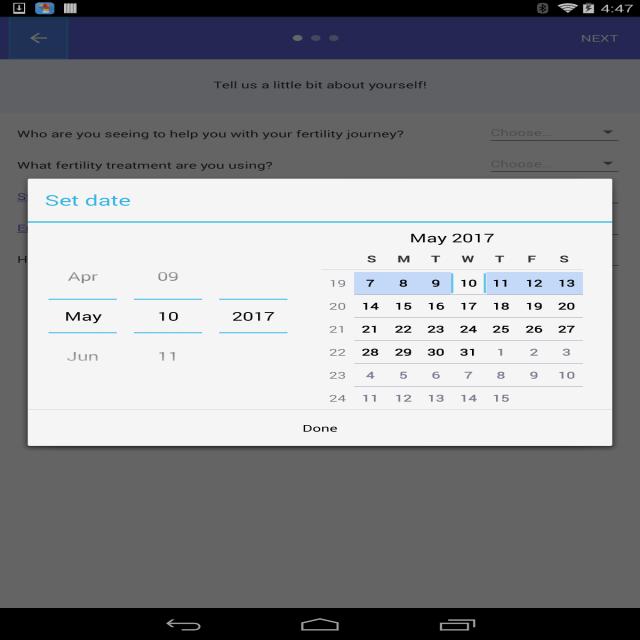 4:47
NEXT
Tell us a little bit about yourself!
Who are you seeing to help you with your fertility journey? Choose...
What fertility treatment are you using? Choose...
S
E
H
Set date
Apr 09
May 10 2017
Jun 11
May 2017
S M T W T F S
19 7 8 9 10 11 12 13
20 14 15 16 17 18 19 20
21 21 22 23 24 25 26 27
22 28 29 30 31 1 2 3
23 4 5 6 7 8 9 10
24 11 12 13 14 15
Done